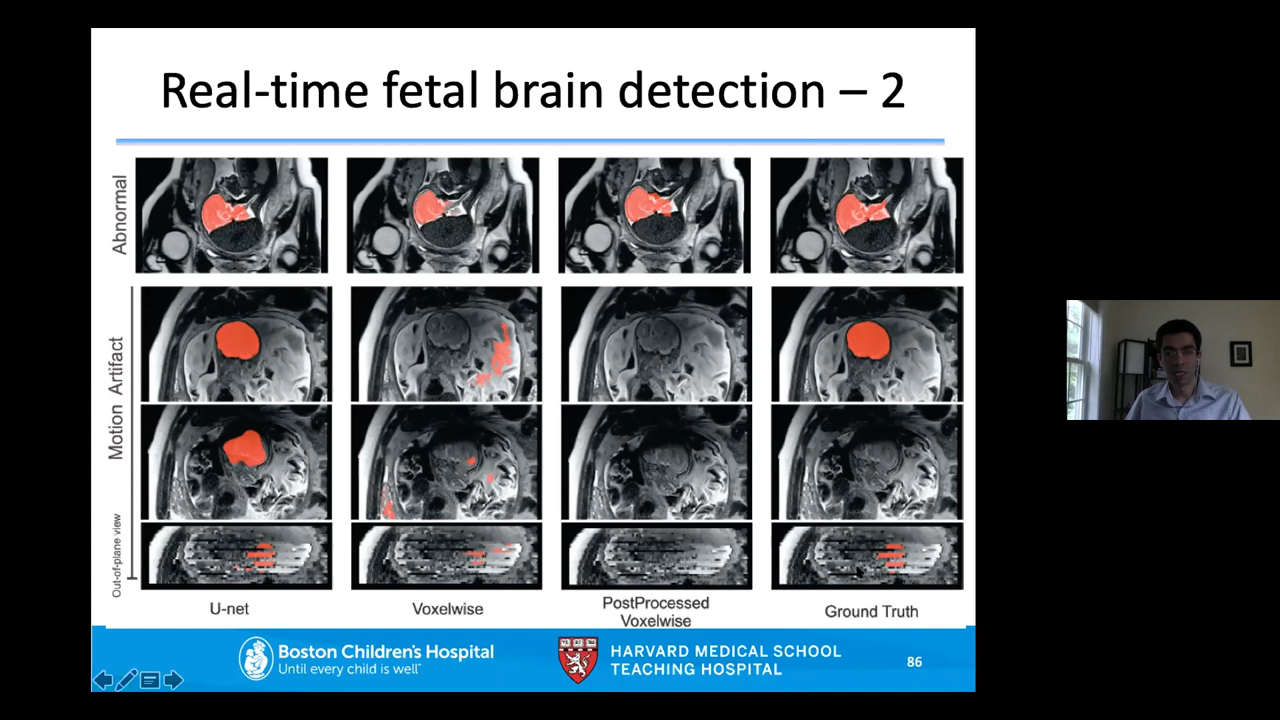 Real-time fetal brain detection – 2
Abnormal
Motion Artifact
Out-of-plane view
U-net
Voxelwise
PostProcessed
Voxelwise
Ground Truth
Boston Children's Hospital
Until every child is well™
HARVARD MEDICAL SCHOOL
TEACHING HOSPITAL
86